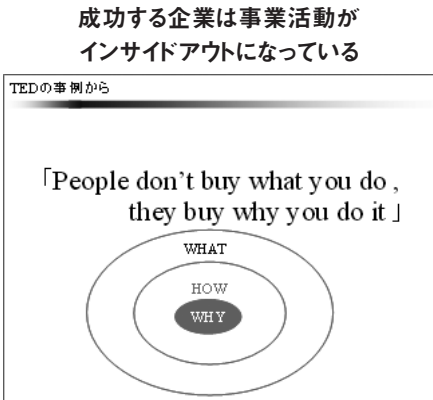 成功する企業は事業活動が
インサイドアウトになっている
TEDの事例から
「People don't buy what you do ,
they buy why you do it」
WHAT
HOW
WHY